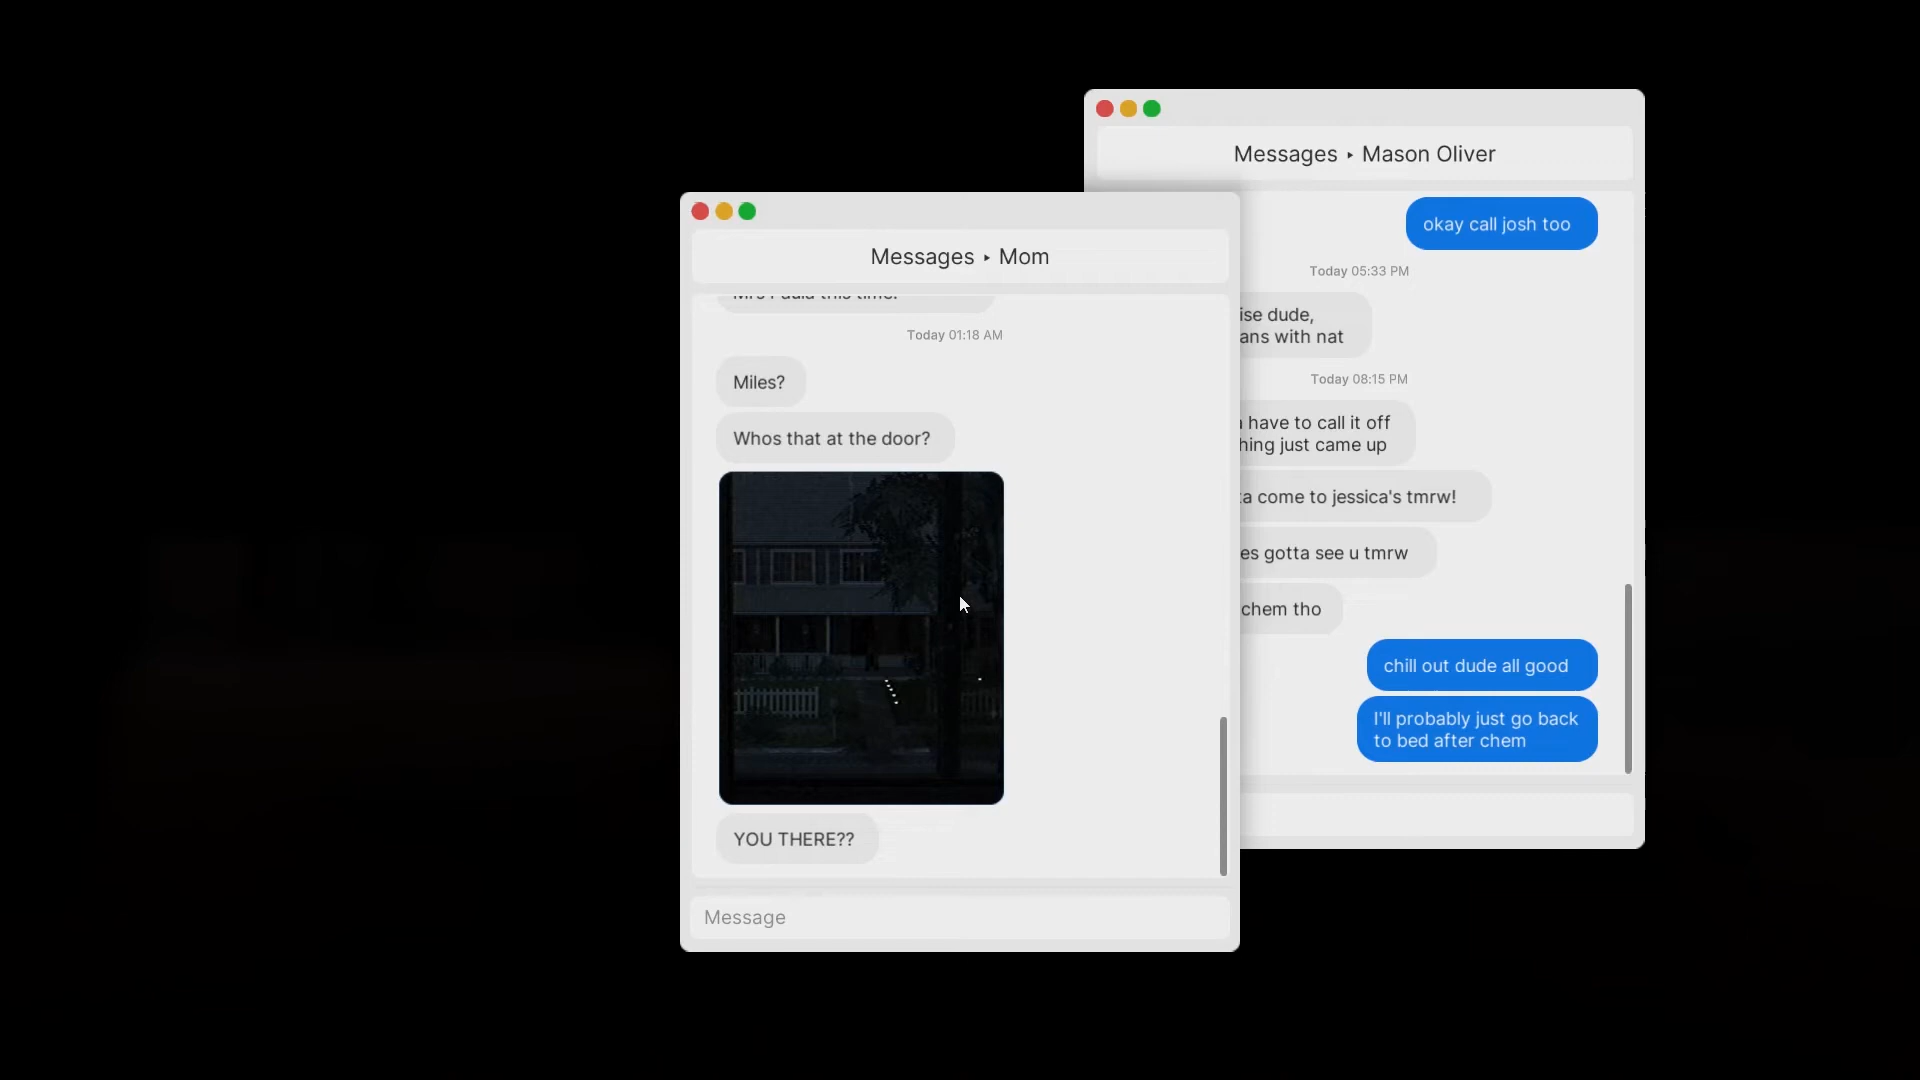 Messages ▸ Mason Oliver
okay call josh too
Today 05:33 PM
ise dude,
ans with nat
Today 08:15 PM
have to call it off
hing just came up
a come to jessica's tmrw!
es gotta see u tmrw
chem tho
chill out dude all good
I'll probably just go back
to bed after chem
Messages ▸ Mom
this time!
Today 01:18 AM
Miles?
Whos that at the door?
YOU THERE??
Message